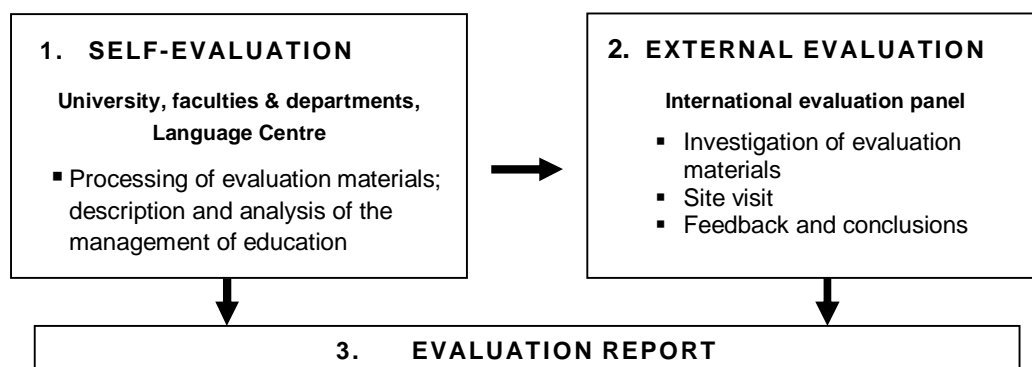 1. SELF-EVALUATION
University, faculties & departments,
Language Centre
▪ Processing of evaluation materials;
description and analysis of the
management of education
2. EXTERNAL EVALUATION
International evaluation panel
▪ Investigation of evaluation
materials
▪ Site visit
▪ Feedback and conclusions
3. EVALUATION REPORT